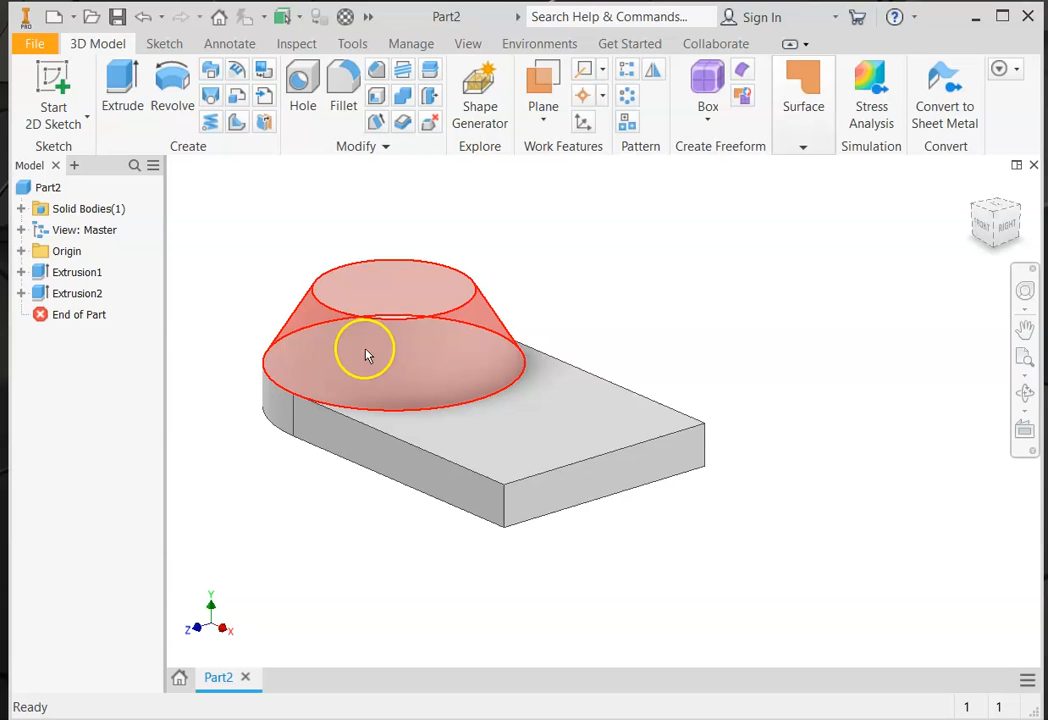 PRO
Part2
Search Help & Commands...
Sign In
File
3D Model
Sketch
Annotate
Inspect
Tools
Manage
View
Environments
Get Started
Collaborate
Start
2D Sketch
Extrude
Revolve
Hole
Fillet
Shape
Generator
Plane
Box
Surface
Stress
Analysis
Convert to
Sheet Metal
Sketch
Create
Modify
Explore
Work Features
Pattern
Create Freeform
Simulation
Convert
Model
Part2
Solid Bodies(1)
View: Master
Origin
Extrusion1
Extrusion2
End of Part
FRONT
RIGHT
Y
Z
X
Part2
Ready
1
1